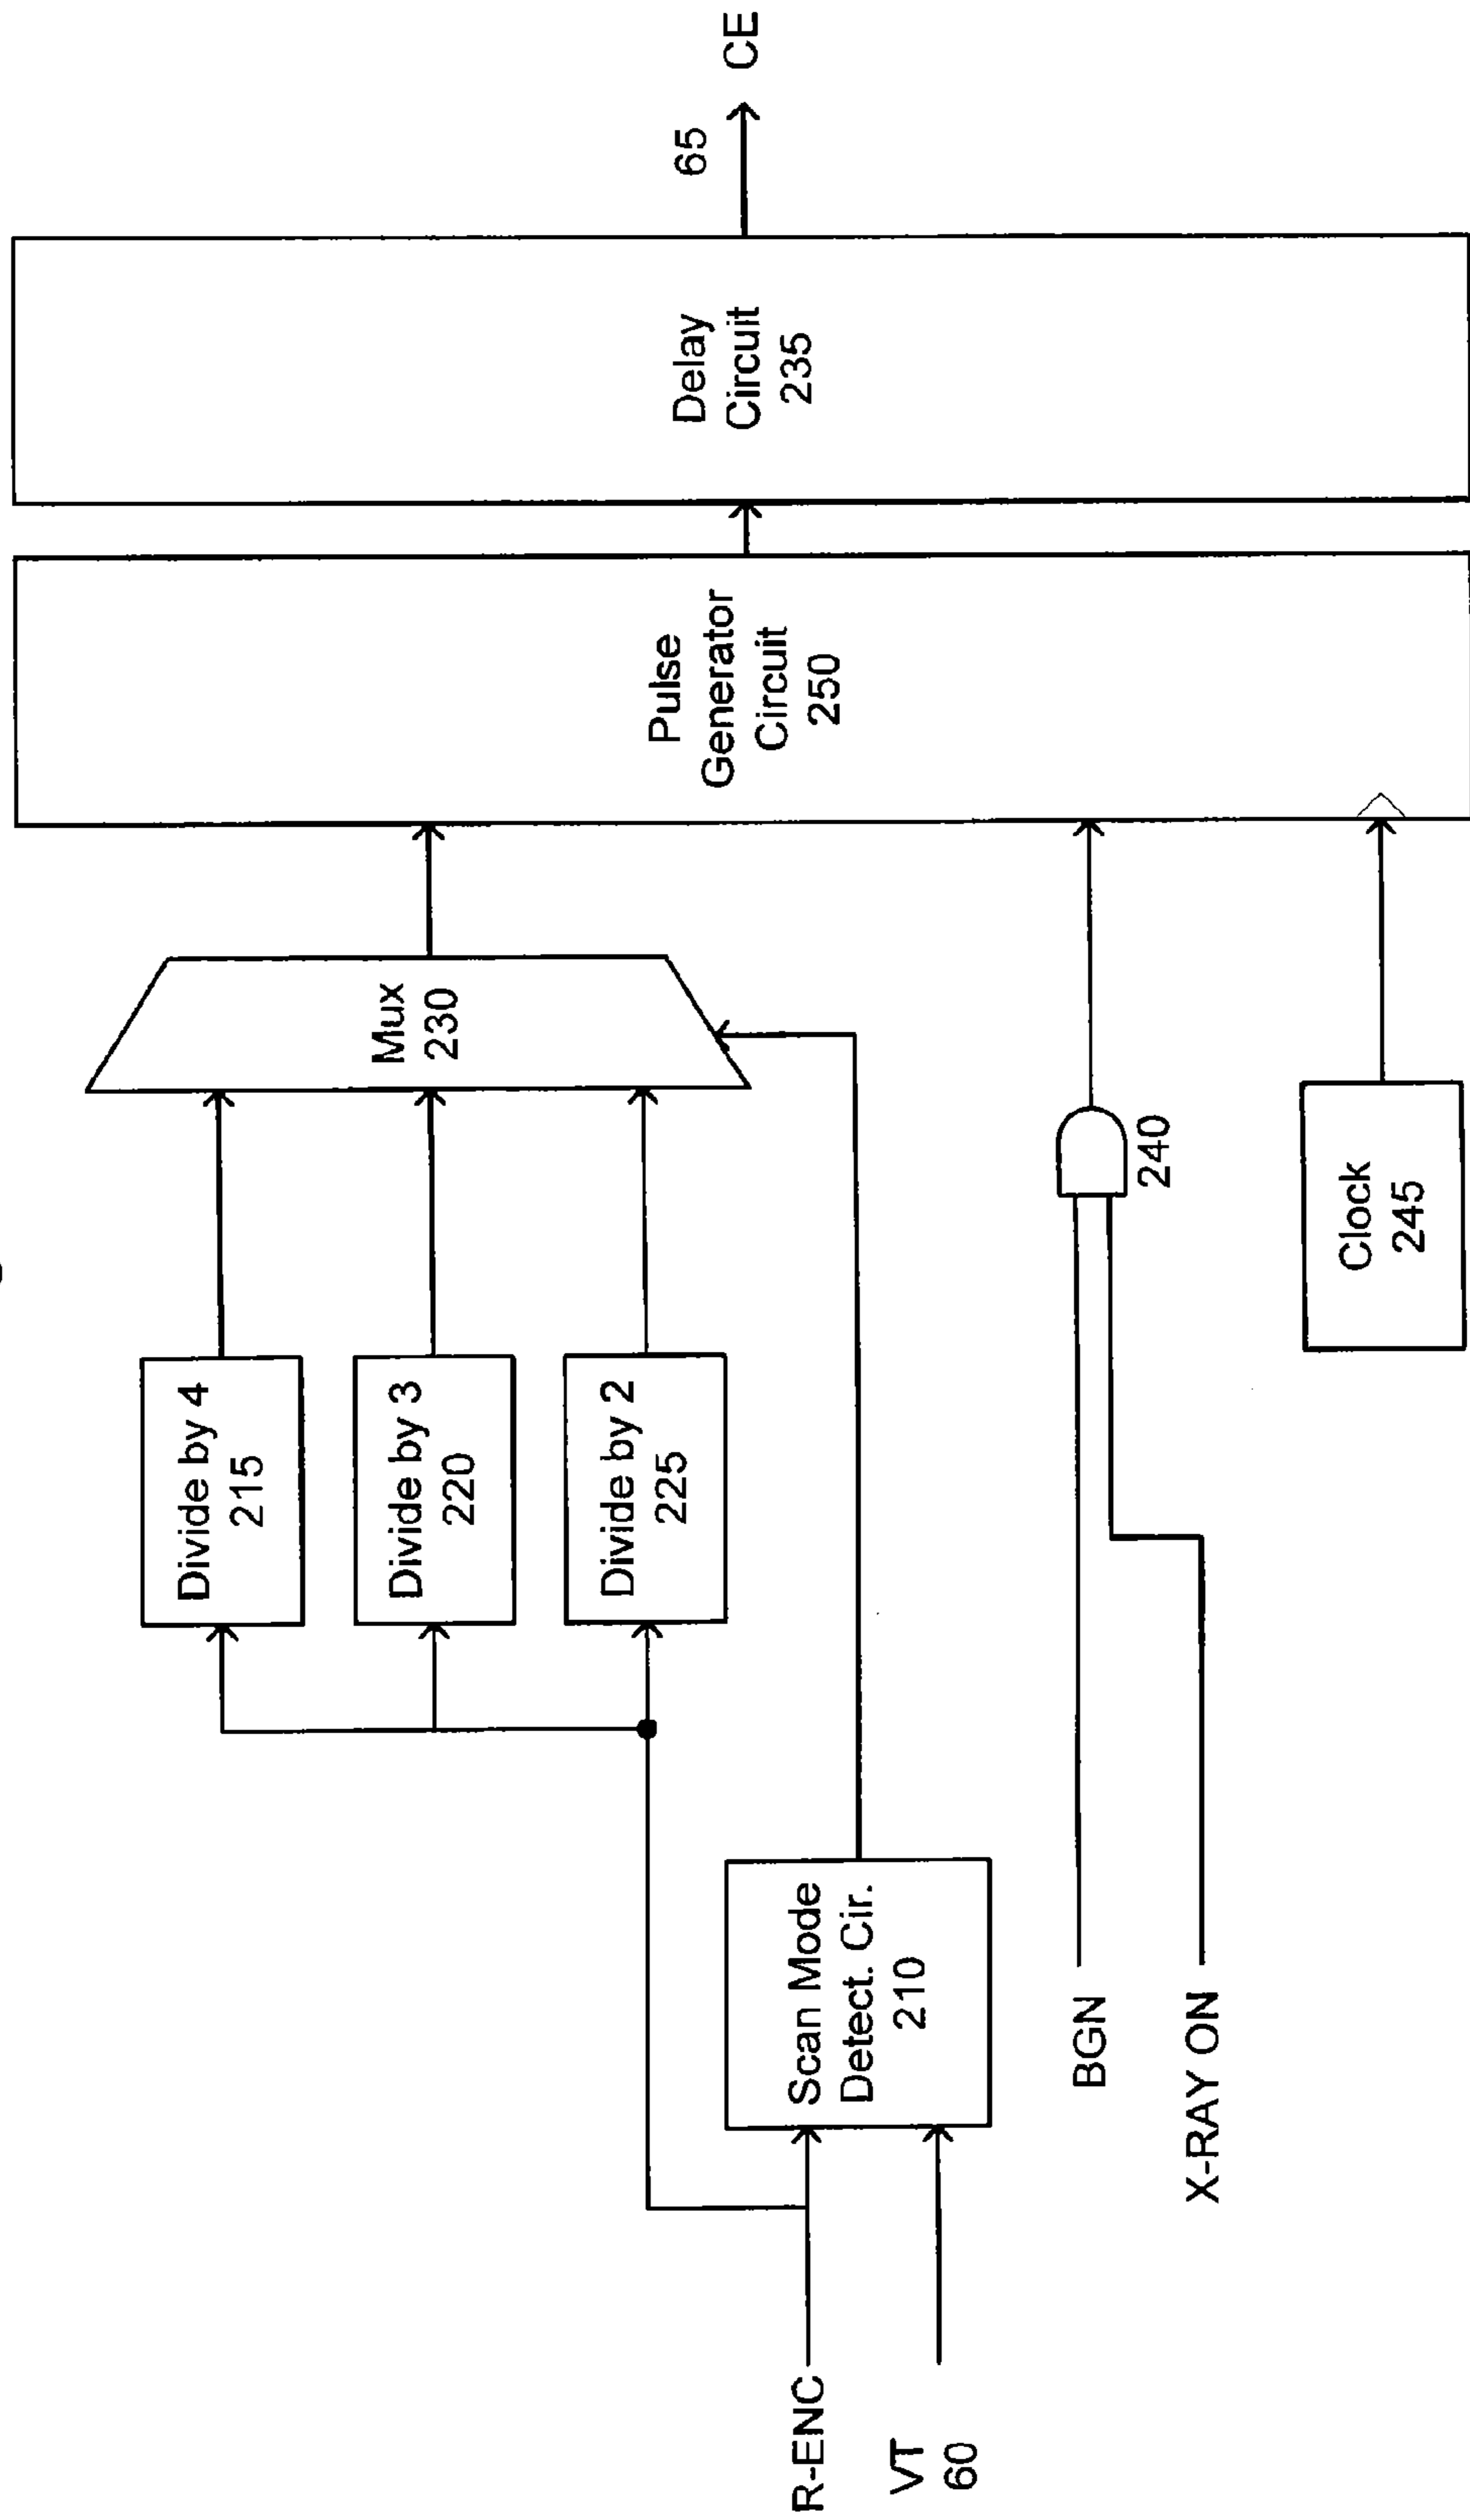 R-ENC
VT
60
Scan Mode
Detect. Cir.
210
BGN
X-RAY ON
Divide by 4
215
Divide by 3
220
Divide by 2
225
Mux
230
240
Clock
245
Pulse
Generator
Circuit
250
Delay
Circuit
235
65
CE